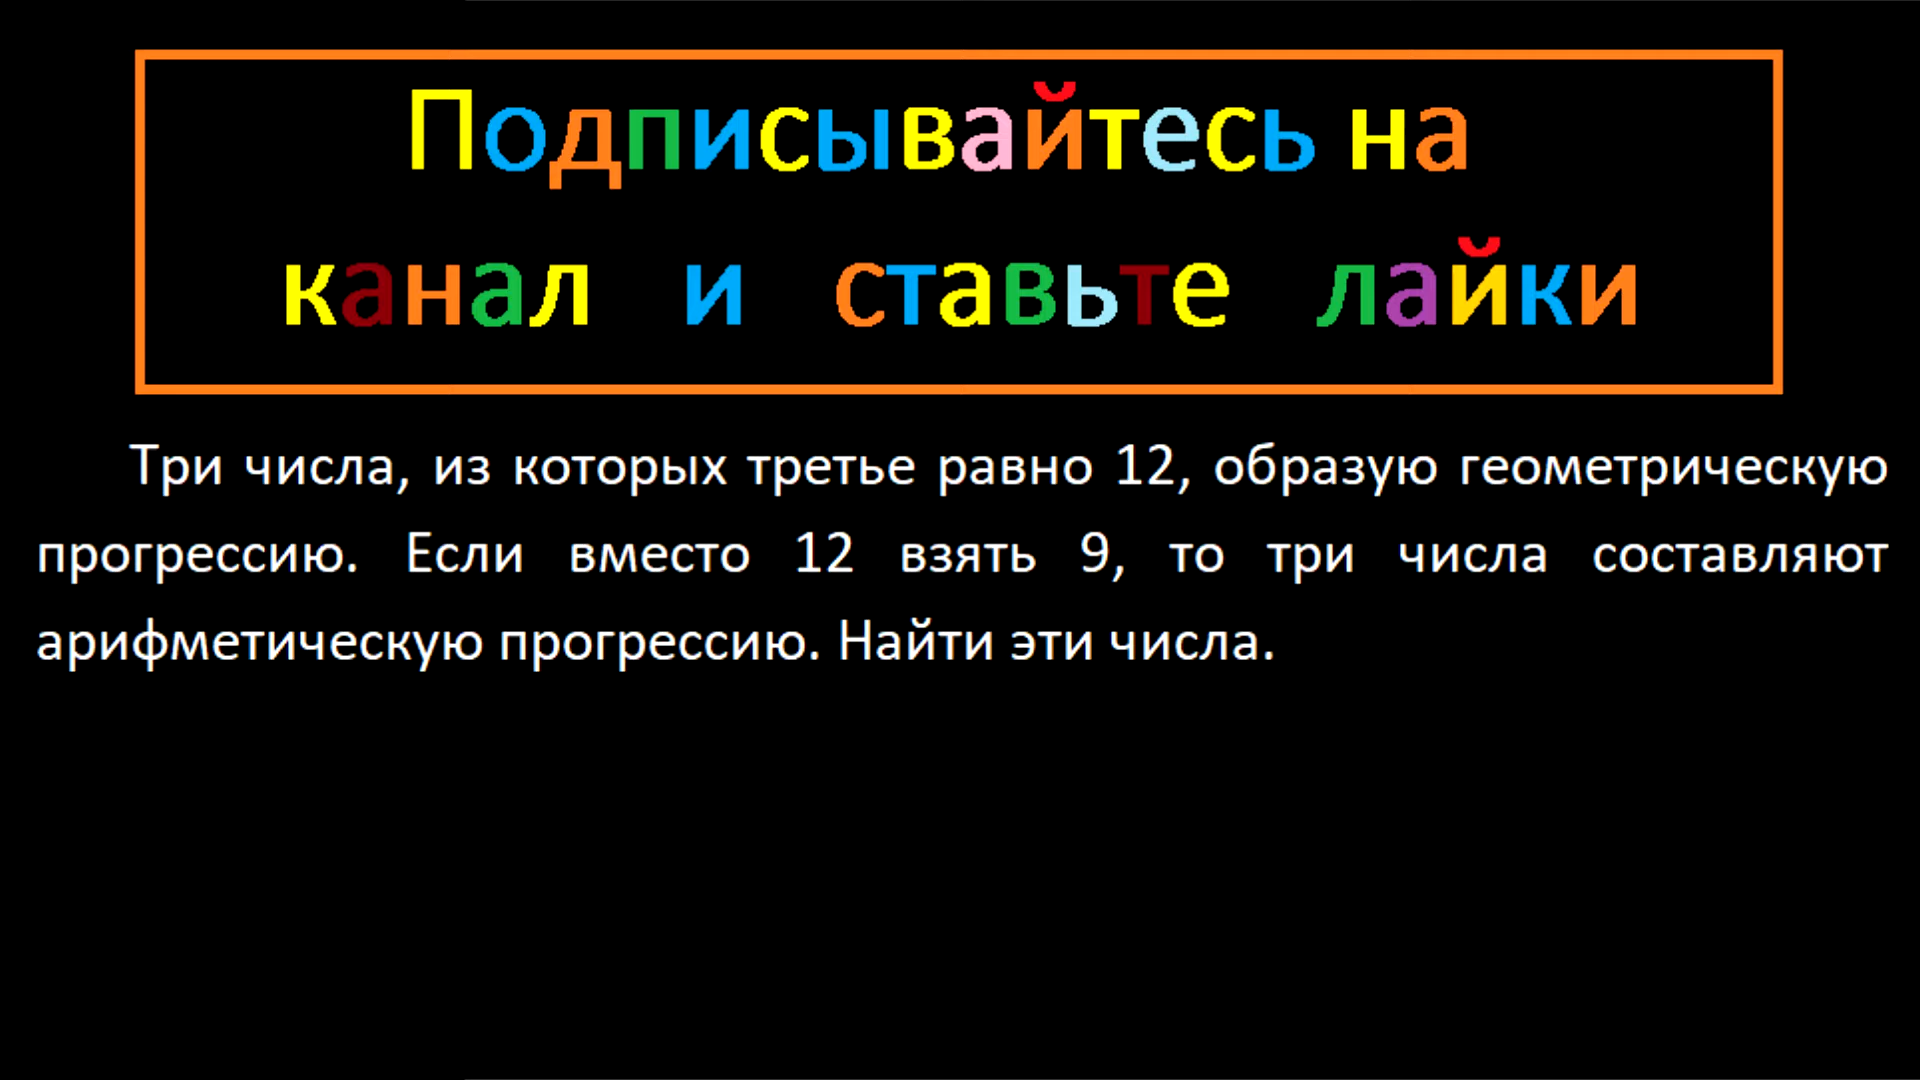 Подписывайтесь на
канал и ставьте лайки
Три числа, из которых третье равно 12, образую геометрическую
прогрессию. Если вместо 12 взять 9, то три числа составляют
арифметическую прогрессию. Найти эти числа.